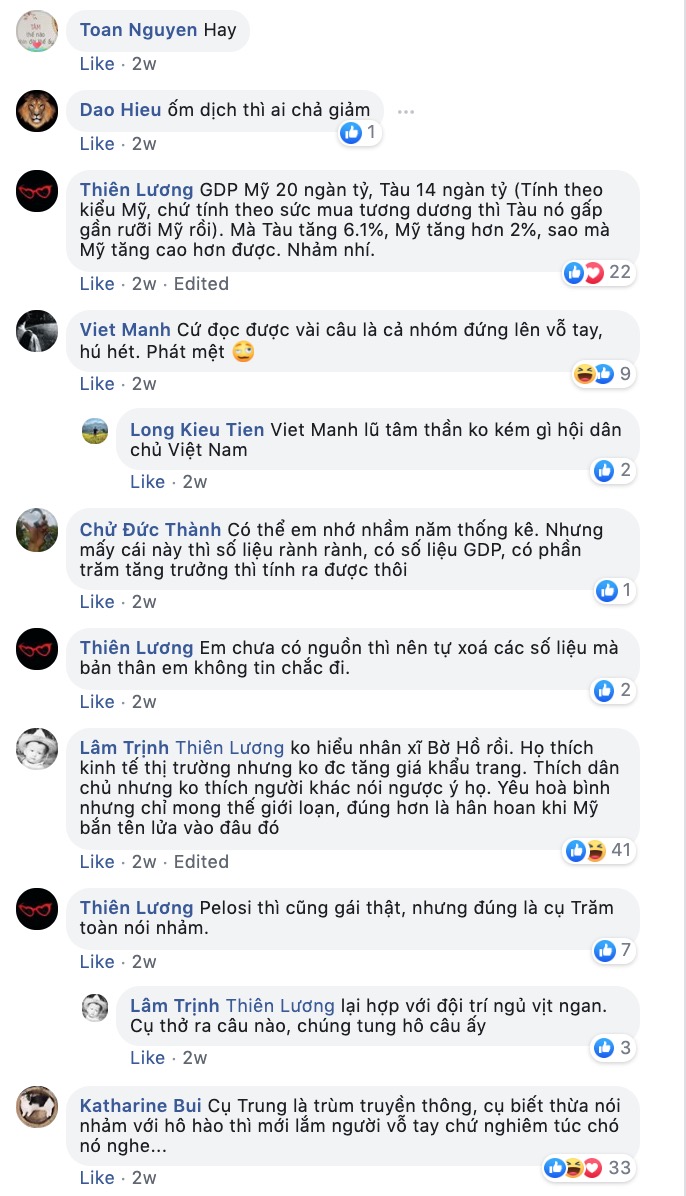 Toan Nguyen Hay
Like · 2w
Dao Hieu ốm dịch thì ai chả giảm
1
Like · 2w
Thiên Lương GDP Mỹ 20 ngàn tỷ, Tàu 14 ngàn tỷ (Tính theo
kiểu Mỹ, chứ tính theo sức mua tương dương thì Tàu nó gấp
gần rưỡi Mỹ rồi). Mà Tàu tăng 6.1%, Mỹ tăng hơn 2%, sao mà
Mỹ tăng cao hơn được. Nhảm nhí.
22
Like · 2w · Edited
Viet Manh Cứ đọc được vài câu là cả nhóm đứng lên vỗ tay,
hú hét. Phát mệt
9
Like · 2w
Long Kieu Tien Viet Manh lũ tâm thần ko kém gì hội dân
chủ Việt Nam
2
Like · 2w
Chử Đức Thành Có thể em nhớ nhầm năm thống kê. Nhưng
mấy cái này thì số liệu rành rành, có số liệu GDP, có phần
trăm tăng trưởng thì tính ra được thôi
1
Like · 2w
Thiên Lương Em chưa có nguồn thì nên tự xoá các số liệu mà
bản thân em không tin chắc đi.
2
Like · 2w
Lâm Trịnh Thiên Lương ko hiểu nhân xĩ Bờ Hồ rồi. Họ thích
kinh tế thị trường nhưng ko đc tăng giá khẩu trang. Thích dân
chủ nhưng ko thích người khác nói ngược ý họ. Yêu hoà bình
nhưng chỉ mong thế giới loạn, đúng hơn là hân hoan khi Mỹ
bắn tên lửa vào đâu đó
41
Like · 2w · Edited
Thiên Lương Pelosi thì cũng gái thật, nhưng đúng là cụ Trăm
toàn nói nhảm.
7
Like · 2w
Lâm Trịnh Thiên Lương lại hợp với đội trí ngủ vịt ngan.
Cụ thở ra câu nào, chúng tung hô câu ấy
3
Like · 2w
Katharine Bui Cụ Trung là trùm truyền thông, cụ biết thừa nói
nhảm với hô hào thì mới lắm người vỗ tay chứ nghiêm túc chó
nó nghe...
33
Like · 2w